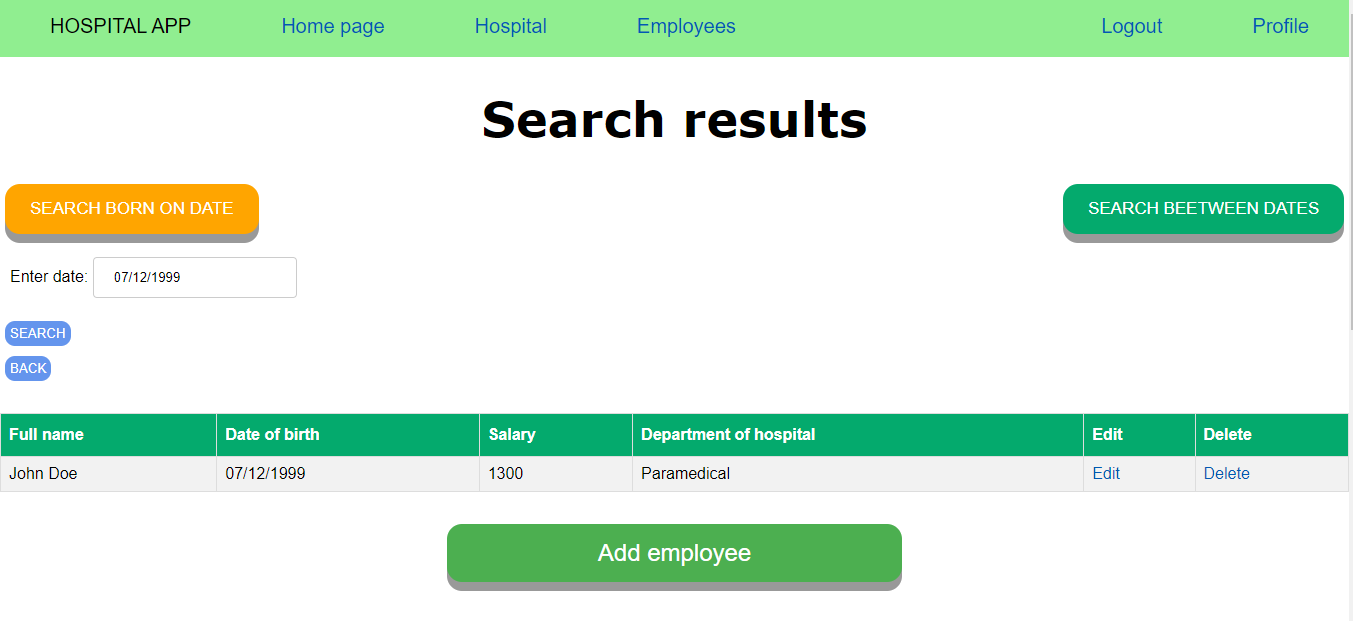 HOSPITAL APP Home page Hospital Employees Logout Profile
Search results
SEARCH BORN ON DATE SEARCH BEETWEEN DATES
Enter date: 07/12/1999
SEARCH
BACK
Full name Date of birth Salary Department of hospital Edit Delete
John Doe 07/12/1999 1300 Paramedical Edit Delete
Add employee